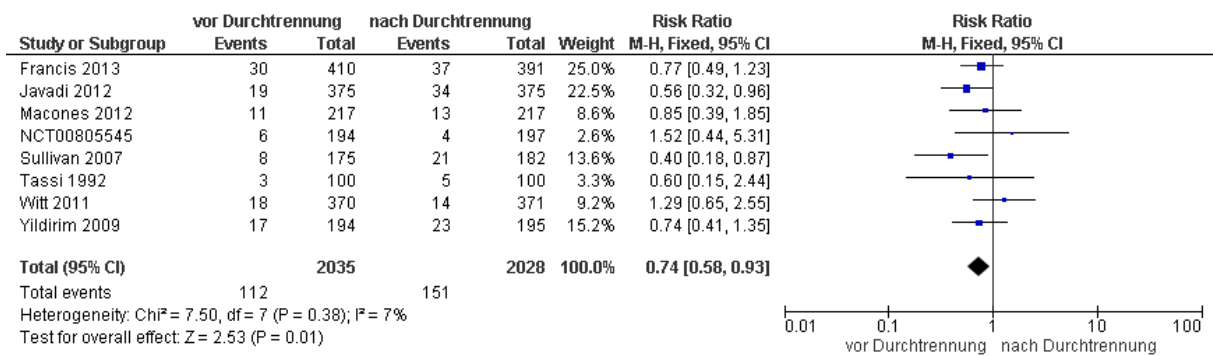 vor Durchtrennung nach Durchtrennung Risk Ratio Risk Ratio
Study or Subgroup Events Total Events Total Weight M-H, Fixed, 95% CI M-H, Fixed, 95% CI
Francis 2013 30 410 37 391 25.0% 0.77 [0.49, 1.23]
Javadi 2012 19 375 34 375 22.5% 0.56 [0.32, 0.96]
Macones 2012 11 217 13 217 8.6% 0.85 [0.39, 1.85]
NCT00805545 6 194 4 197 2.6% 1.52 [0.44, 5.31]
Sullivan 2007 8 175 21 182 13.6% 0.40 [0.18, 0.87]
Tassi 1992 3 100 5 100 3.3% 0.60 [0.15, 2.44]
Witt 2011 18 370 14 371 9.2% 1.29 [0.65, 2.55]
Yildirim 2009 17 194 23 195 15.2% 0.74 [0.41, 1.35]
Total (95% CI) 2035 2028 100.0% 0.74 [0.58, 0.93]
Total events 112 151
Heterogeneity: Chi² = 7.50, df = 7 (P = 0.38); I² = 7%
Test for overall effect: Z = 2.53 (P = 0.01)
0.01 0.1 1 10 100
vor Durchtrennung nach Durchtrennung